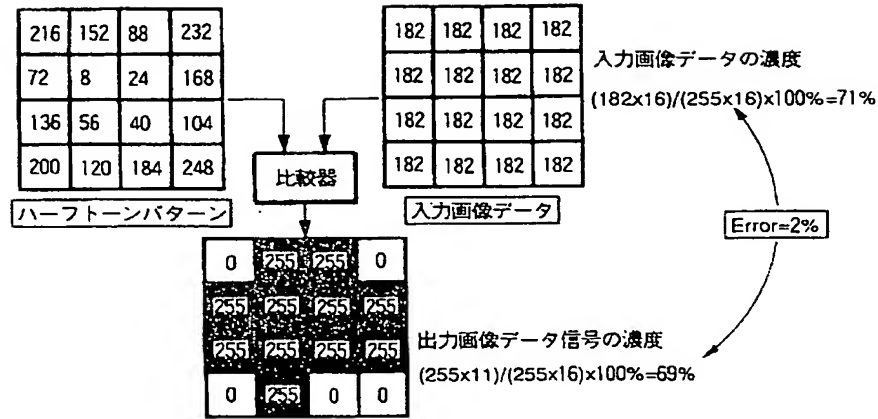 216 152 88 232
72 8 24 168
136 56 40 104
200 120 184 248
ハーフトーンパターン
182 182 182 182
182 182 182 182
182 182 182 182
182 182 182 182
入力画像データ
入力画像データの濃度
(182x16)/(255x16)x100%=71%
比較器
Error=2%
0 255 255 0
255 255 255 255
255 255 255 255
0 255 0 0
出力画像データ信号の濃度
(255x11)/(255x16)x100%=69%